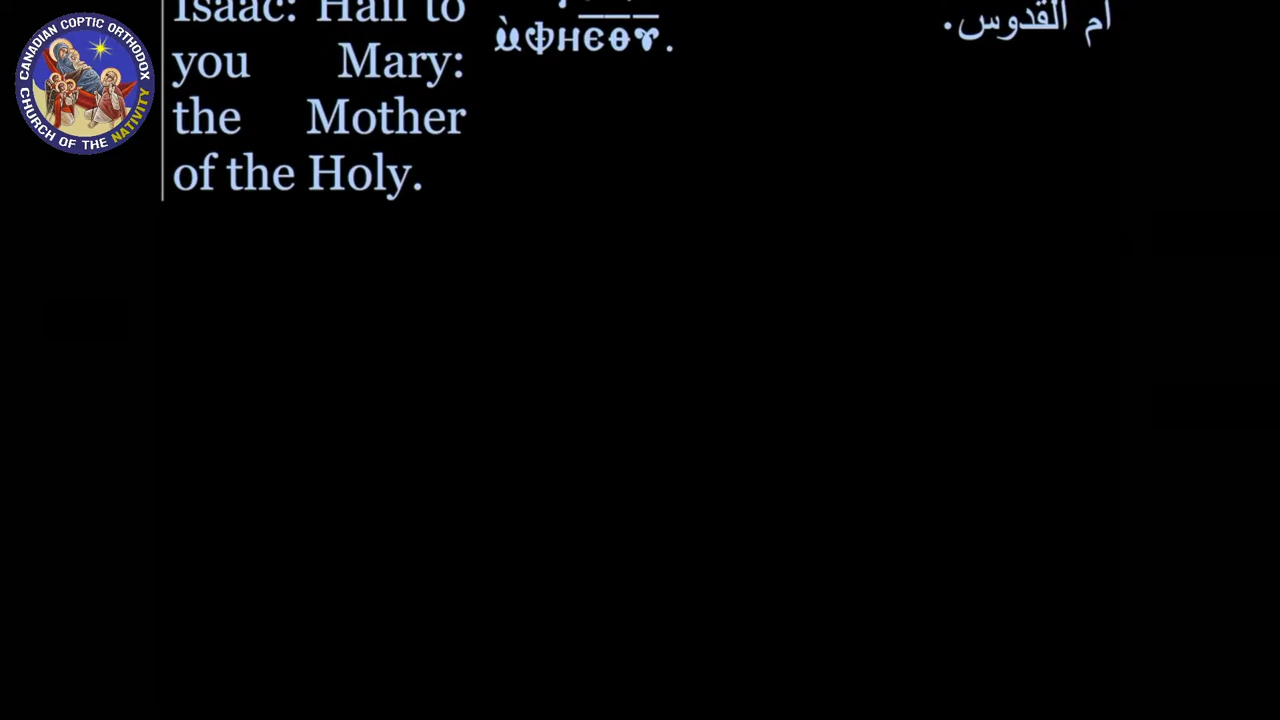 CANADIAN COPTIC ORTHODOX
CHURCH OF THE NATIVITY
Isaac: Hail to
you Mary:
the Mother
of the Holy.
ⲙ̀ⲫⲏⲉⲑⲩ.
أم القدوس.